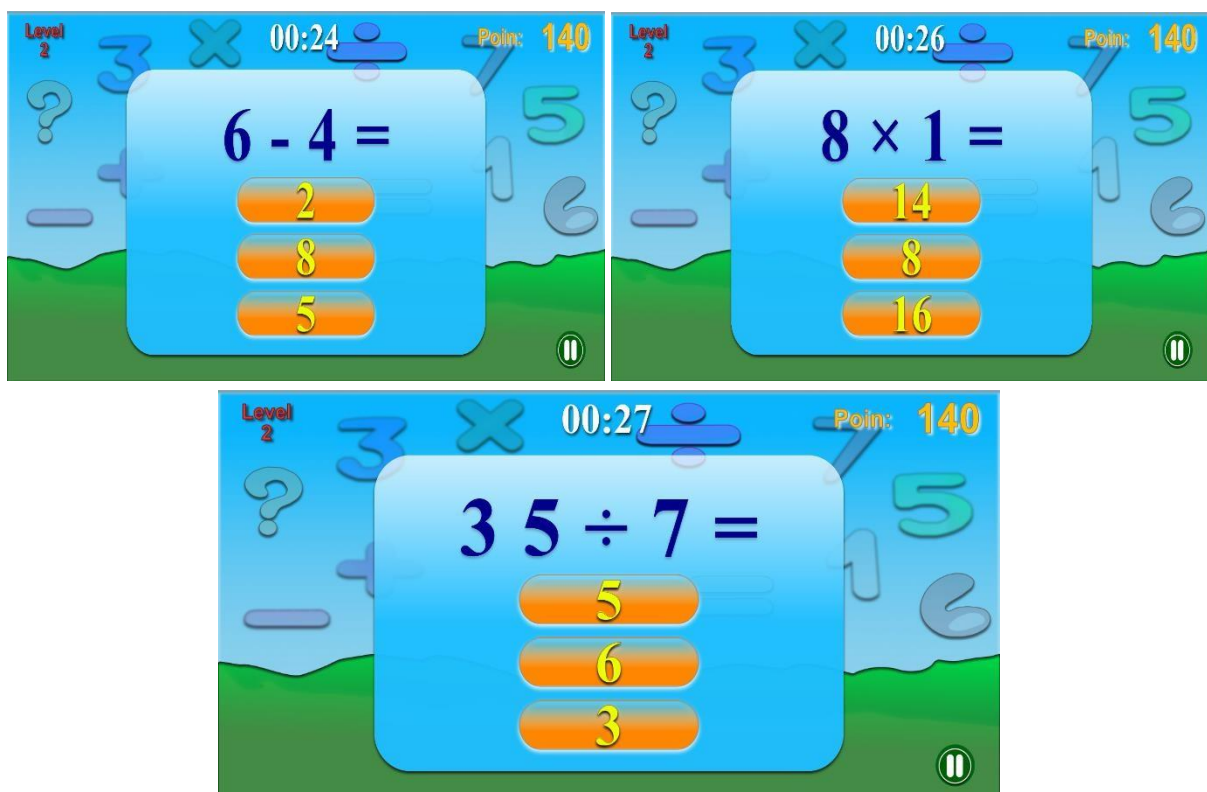 Level
2
00:24
Poin: 140
6 - 4 =
2
8
5
Level
2
00:26
Poin: 140
8 × 1 =
14
8
16
Level
2
00:27
Poin: 140
3 5 ÷ 7 =
5
6
3